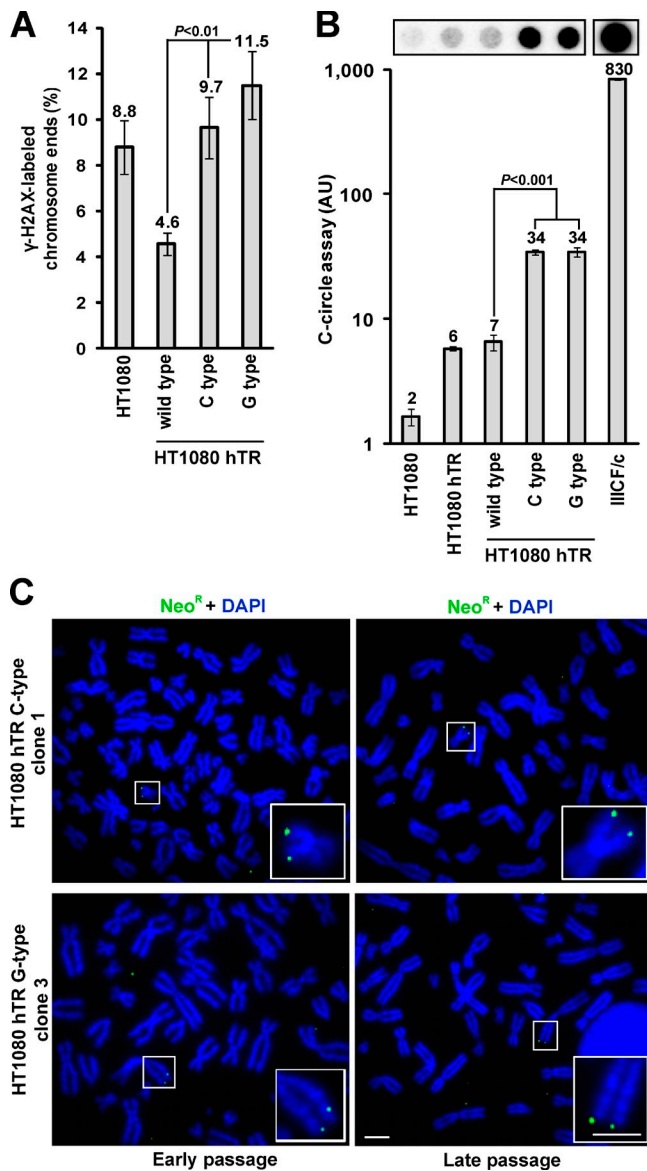 A
γ-H2AX-labeled
chromosome ends (%)
14
12
10
8
6
4
2
0
P<0.01
8.8
4.6
9.7
11.5
HT1080
wild type
C type
G type
HT1080 hTR
B
C-circle assay (AU)
1,000
100
10
1
P<0.001
2
6
7
34
34
830
HT1080
HT1080 hTR
wild type
C type
G type
IIICF/c
HT1080 hTR
C
Neoᴿ + DAPI
Neoᴿ + DAPI
HT1080 hTR C-type
clone 1
HT1080 hTR G-type
clone 3
Early passage
Late passage